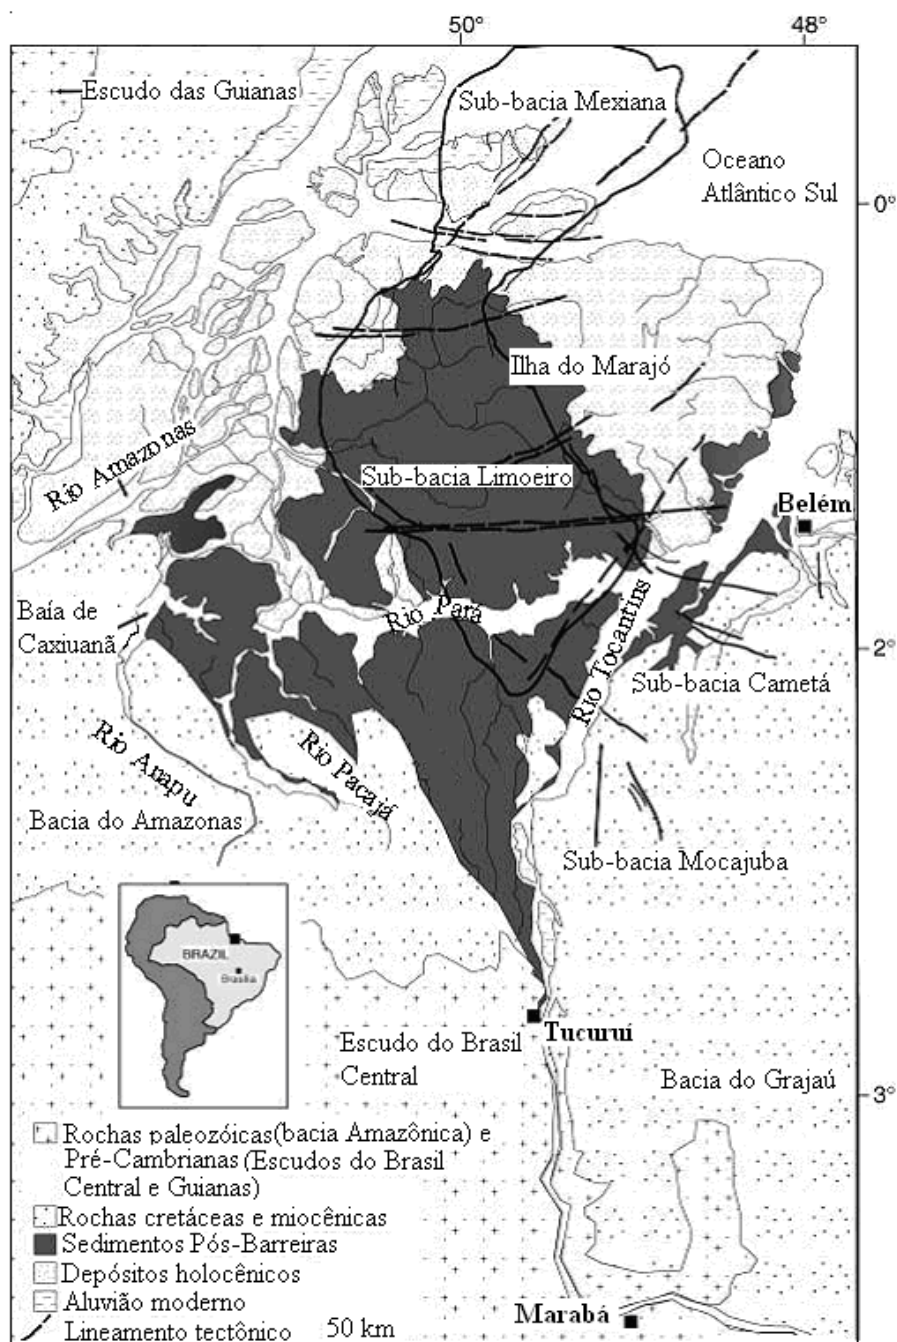 50° 48°
Escudo das Guianas
Sub-bacia Mexiana
Oceano
Atlântico Sul
0°
Ilha do Marajó
Rio Amazonas
Sub-bacia Limoeiro
Belém
Baía de
Caxiuanã
Rio Pará
Rio Tocantins
2°
Sub-bacia Cametá
Rio Anapu
Rio Pacajá
Bacia do Amazonas
Sub-bacia Mocajuba
BRAZIL
Brasília
Tucuruí
Escudo do Brasil
Central
Bacia do Grajaú
3°
Rochas paleozóicas(bacia Amazônica) e
Pré-Cambrianas (Escudos do Brasil
Central e Guianas)
Rochas cretáceas e miocênicas
Sedimentos Pós-Barreiras
Depósitos holocênicos
Aluvião moderno
Lineamento tectônico 50 km
Marabá